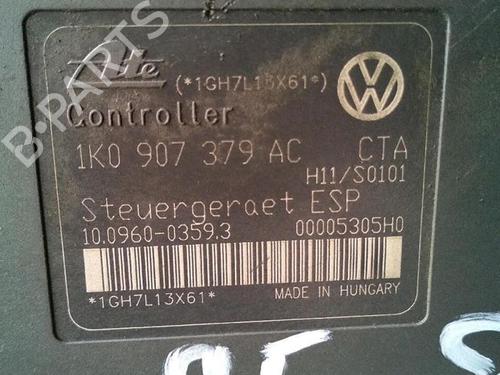 Ate (*1GH7L13X61*)
Controller
1K0 907 379 AC CTA
H11/S0101
Steuergeraet ESP
10.0960-0359.3 00005305H0
*1GH7L13X61*
MADE IN HUNGARY
B-PARTS